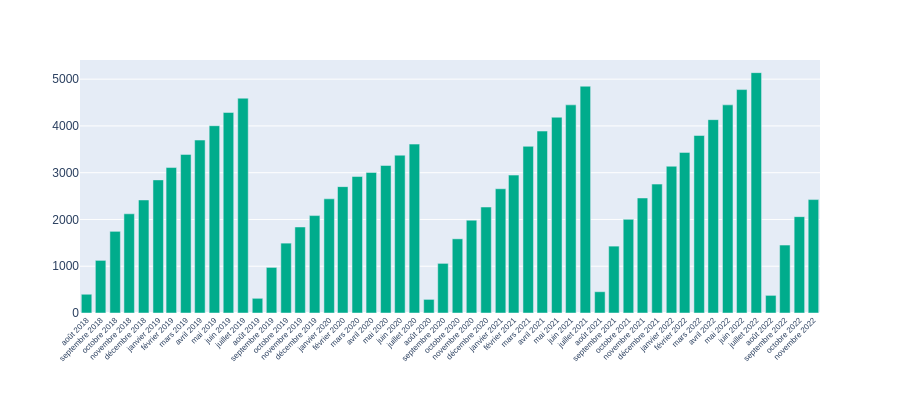 5000
4000
3000
2000
1000
0
août 2018
septembre 2018
octobre 2018
novembre 2018
décembre 2018
janvier 2019
février 2019
mars 2019
avril 2019
mai 2019
juin 2019
juillet 2019
août 2019
septembre 2019
octobre 2019
novembre 2019
décembre 2019
janvier 2020
février 2020
mars 2020
avril 2020
mai 2020
juin 2020
juillet 2020
août 2020
septembre 2020
octobre 2020
novembre 2020
décembre 2020
janvier 2021
février 2021
mars 2021
avril 2021
mai 2021
juin 2021
juillet 2021
août 2021
septembre 2021
octobre 2021
novembre 2021
décembre 2021
janvier 2022
février 2022
mars 2022
avril 2022
mai 2022
juin 2022
juillet 2022
août 2022
septembre 2022
octobre 2022
novembre 2022